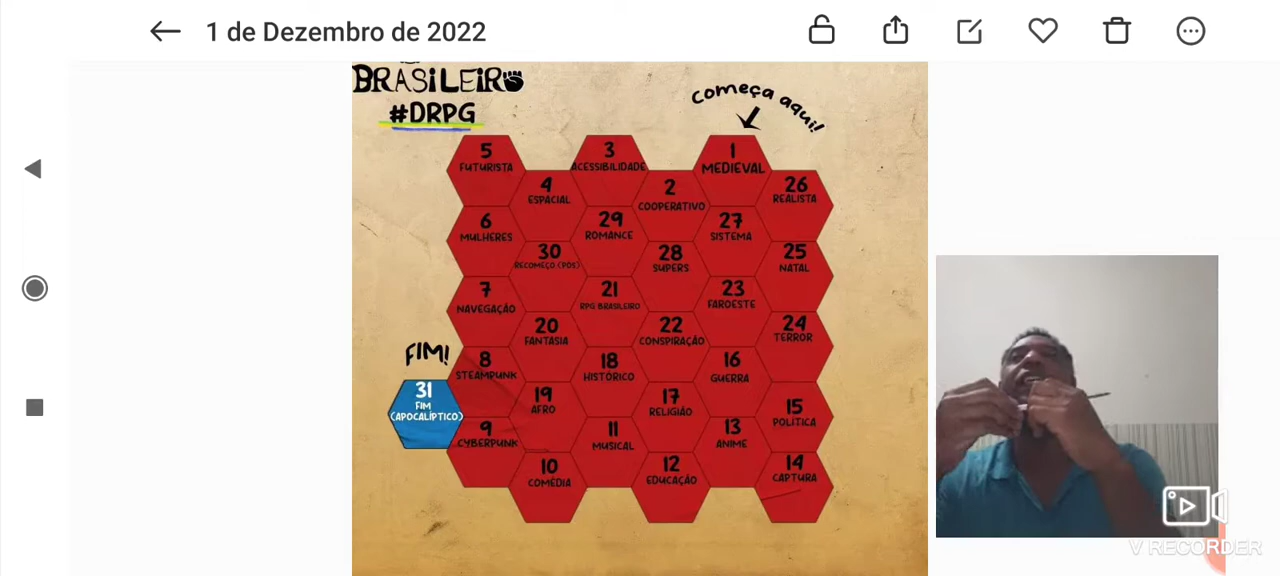 1 de Dezembro de 2022
BRASILEIRO
#DRPG
Começa aqui!
5
FUTURISTA
3
ACESSIBILIDADE
1
MEDIEVAL
4
ESPACIAL
2
COOPERATIVO
26
REALISTA
6
MULHERES
29
ROMANCE
27
SISTEMA
30
RECOMEÇO (PÓS)
28
SUPERS
25
NATAL
7
NAVEGAÇÃO
21
RPG BRASILEIRO
23
FAROESTE
20
FANTASIA
22
CONSPIRAÇÃO
24
TERROR
FIM!
8
STEAMPUNK
18
HISTÓRICO
16
GUERRA
31
FIM
(APOCALÍPTICO)
19
AFRO
17
RELIGIÃO
15
POLÍTICA
9
CYBERPUNK
11
MUSICAL
13
ANIME
10
COMÉDIA
12
EDUCAÇÃO
14
CAPTURA
V RECORDER